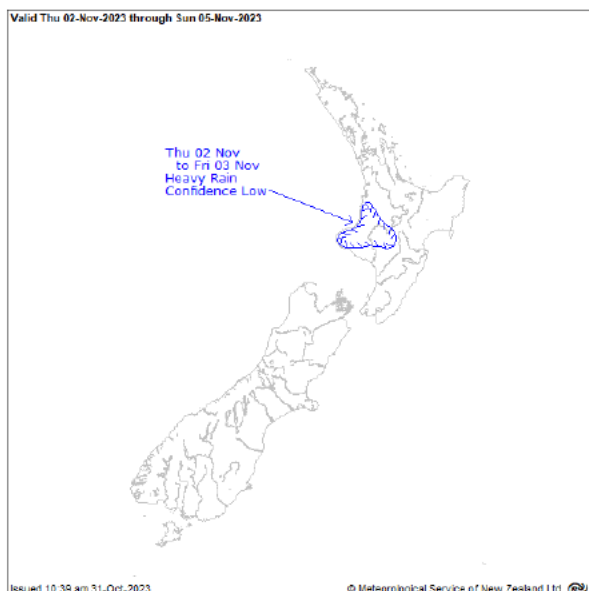 Valid Thu 02-Nov-2023 through Sun 05-Nov-2023
Thu 02 Nov
to Fri 03 Nov
Heavy Rain
Confidence Low
Issued 10:39 am 31-Oct-2023
© Meteorological Service of New Zealand Ltd.